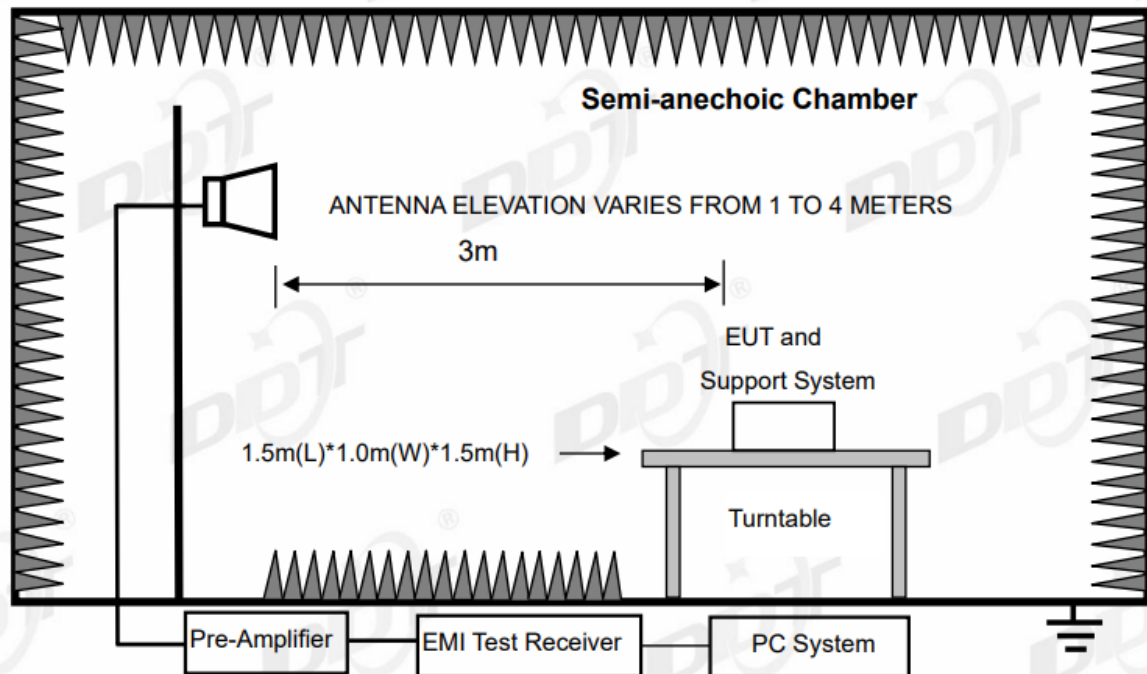 Semi-anechoic Chamber
ANTENNA ELEVATION VARIES FROM 1 TO 4 METERS
3m
EUT and
Support System
1.5m(L)*1.0m(W)*1.5m(H)
Turntable
Pre-Amplifier
EMI Test Receiver
PC System
DDT
®